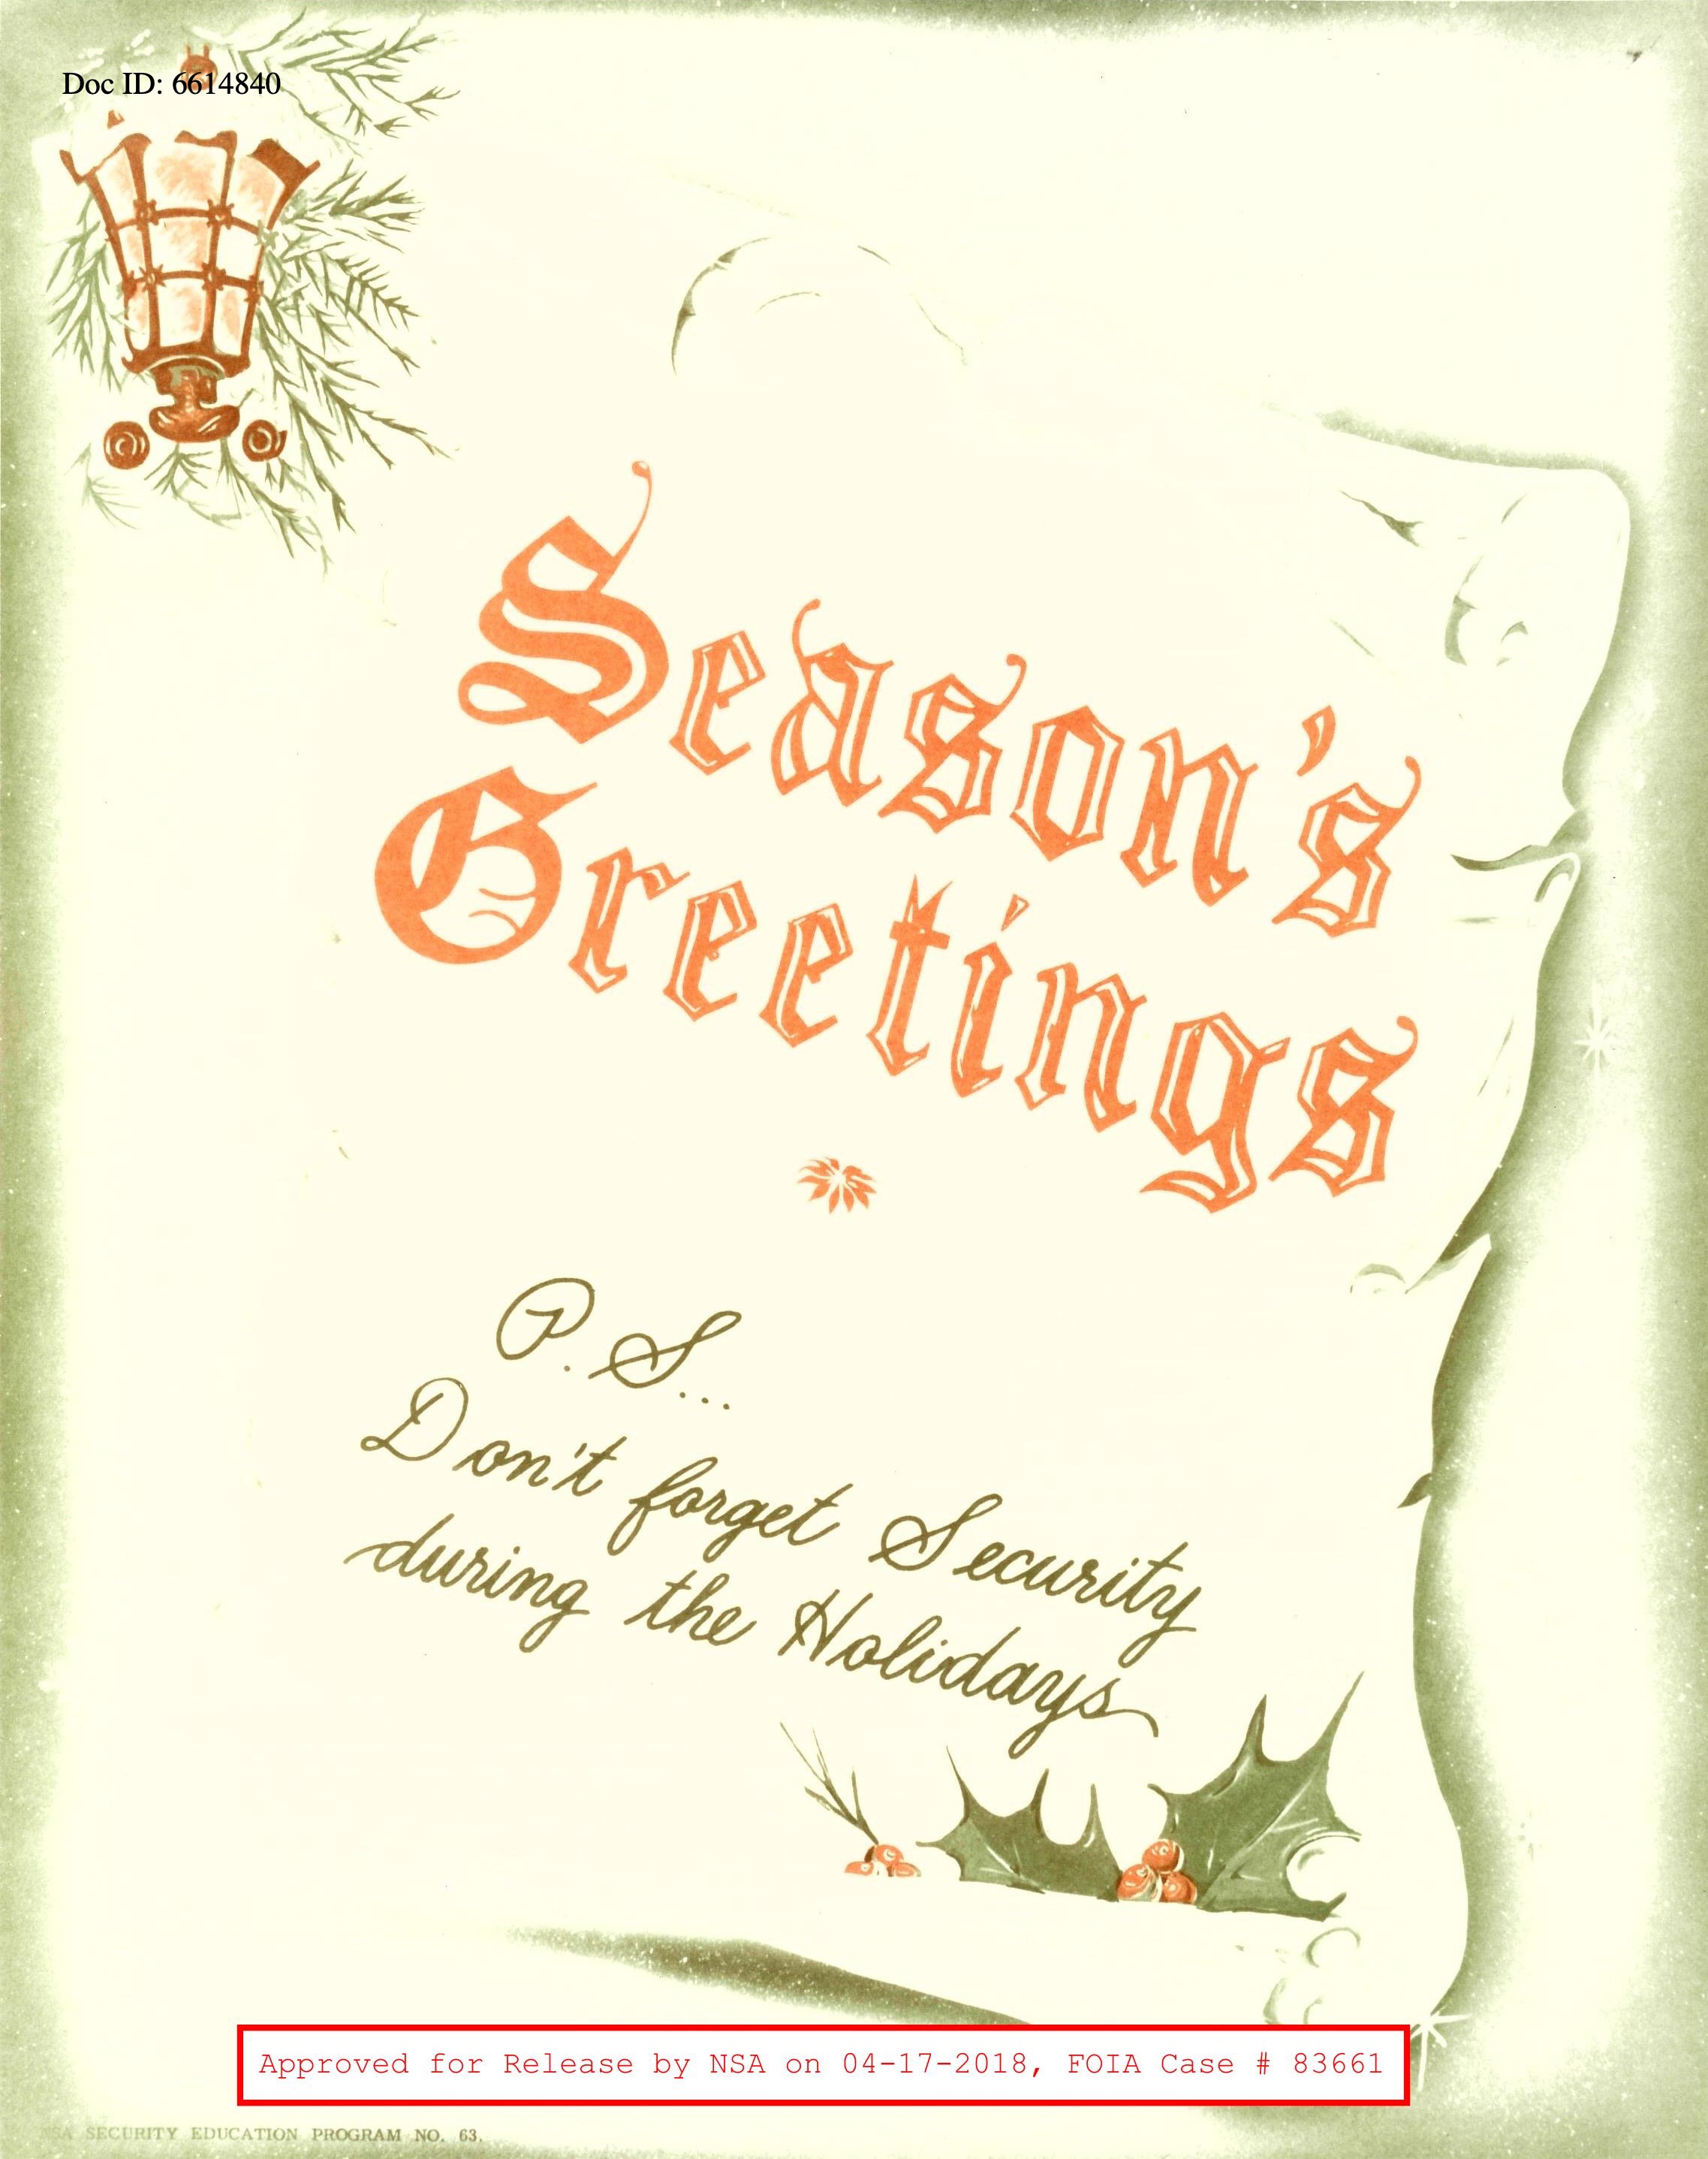 Doc ID: 6614840
Season's
Greetings
P.S...
Don't forget Security
during the Holidays
Approved for Release by NSA on 04-17-2018, FOIA Case # 83661
NSA SECURITY EDUCATION PROGRAM NO. 63.